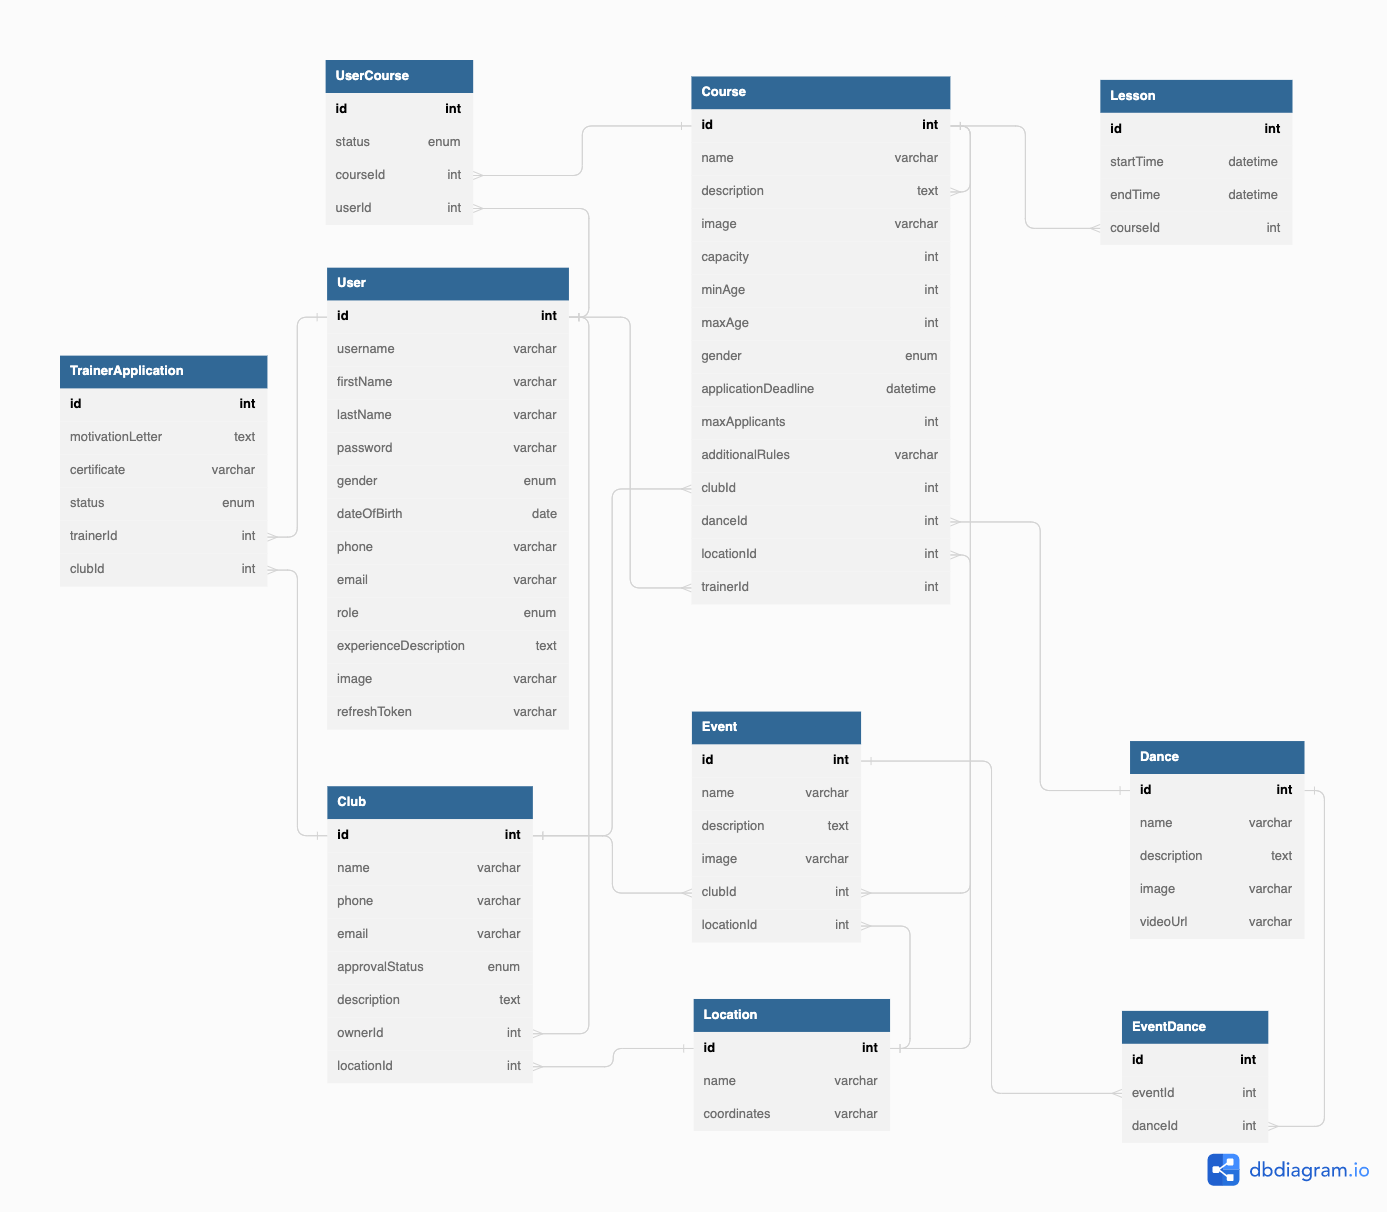 UserCourse
id int
status enum
courseId int
userId int
Course
id int
name varchar
description text
image varchar
capacity int
minAge int
maxAge int
gender enum
applicationDeadline datetime
maxApplicants int
additionalRules varchar
clubId int
danceId int
locationId int
trainerId int
Lesson
id int
startTime datetime
endTime datetime
courseId int
User
id int
username varchar
firstName varchar
lastName varchar
password varchar
gender enum
dateOfBirth date
phone varchar
email varchar
role enum
experienceDescription text
image varchar
refreshToken varchar
TrainerApplication
id int
motivationLetter text
certificate varchar
status enum
trainerId int
clubId int
Event
id int
name varchar
description text
image varchar
clubId int
locationId int
Dance
id int
name varchar
description text
image varchar
videoUrl varchar
Club
id int
name varchar
phone varchar
email varchar
approvalStatus enum
description text
ownerId int
locationId int
Location
id int
name varchar
coordinates varchar
EventDance
id int
eventId int
danceId int
dbdiagram.io